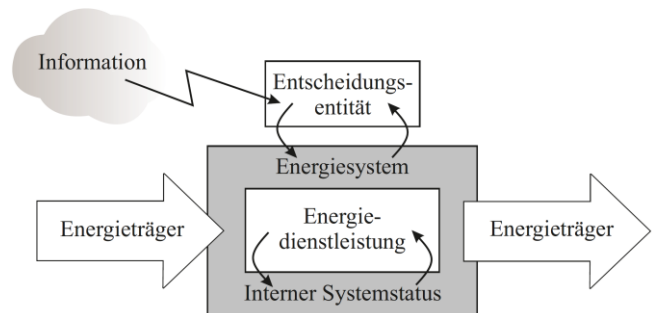 Information
Entscheidungs-
entität
Energiesystem
Energieträger
Energie-
dienstleistung
Energieträger
Interner Systemstatus